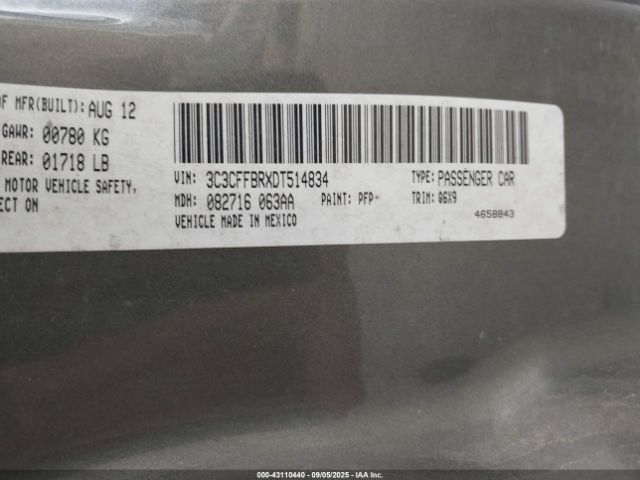 OF MFR(BUILT): AUG 12
GAWR: 00780 KG
REAR: 01718 LB
MOTOR VEHICLE SAFETY,
ECT ON
VIN: 3C3CFFBRXDT514834
TYPE: PASSENGER CAR
MDH: 082716 063AA
PAINT: PFP
TRIM: Q6X9
VEHICLE MADE IN MEXICO
4658843
000-43110440 - 09/05/2025 - © IAA Inc.